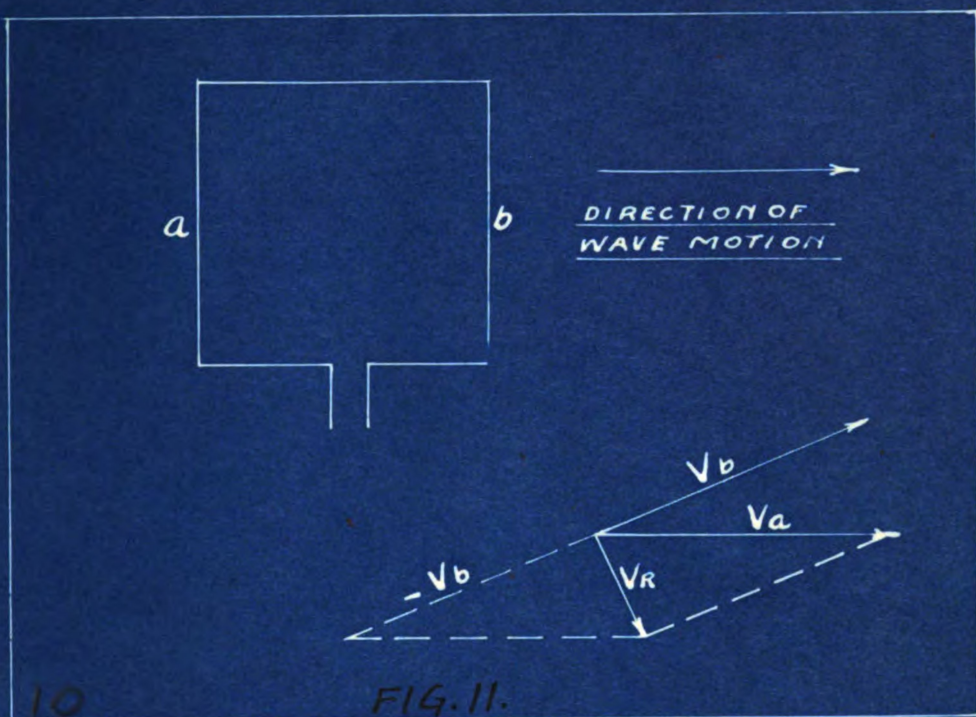 a
b
DIRECTION OF
WAVE MOTION
Vb
Va
VR
- Vb
10
FIG. 11.